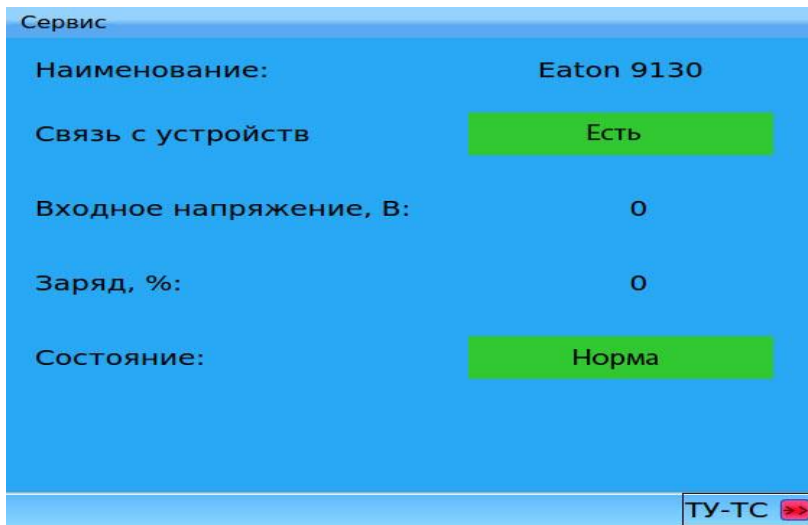 Сервис
Наименование: Eaton 9130
Связь с устройств Есть
Входное напряжение, В: 0
Заряд, %: 0
Состояние: Норма
ТУ-ТС >>